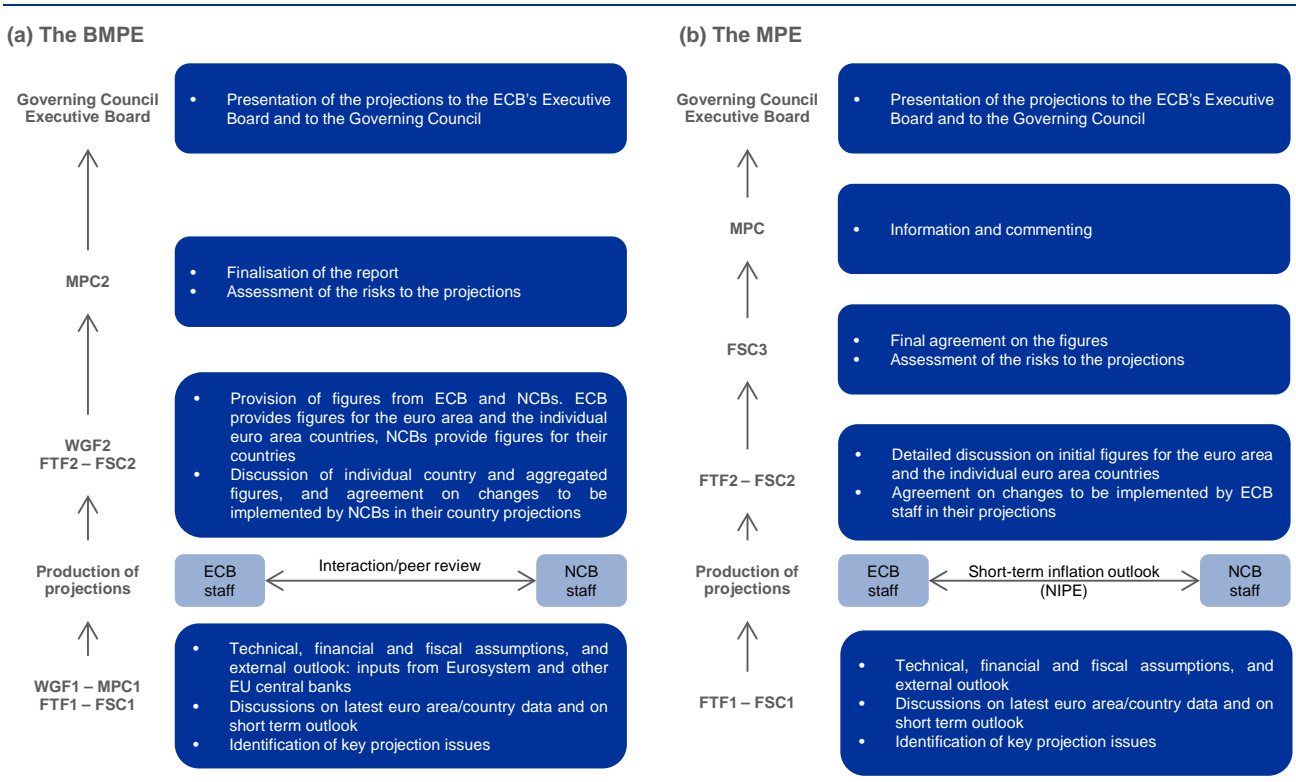 (a) The BMPE
Governing Council
Executive Board
• Presentation of the projections to the ECB's Executive
Board and to the Governing Council
MPC2
• Finalisation of the report
• Assessment of the risks to the projections
WGF2
FTF2 – FSC2
• Provision of figures from ECB and NCBs. ECB
provides figures for the euro area and the individual
euro area countries, NCBs provide figures for their
countries
• Discussion of individual country and aggregated
figures, and agreement on changes to be
implemented by NCBs in their country projections
Production of
projections
ECB
staff
Interaction/peer review
NCB
staff
WGF1 – MPC1
FTF1 – FSC1
• Technical, financial and fiscal assumptions, and
external outlook: inputs from Eurosystem and other
EU central banks
• Discussions on latest euro area/country data and on
short term outlook
• Identification of key projection issues
(b) The MPE
Governing Council
Executive Board
• Presentation of the projections to the ECB's Executive
Board and to the Governing Council
MPC
• Information and commenting
FSC3
• Final agreement on the figures
• Assessment of the risks to the projections
FTF2 – FSC2
• Detailed discussion on initial figures for the euro area
and the individual euro area countries
• Agreement on changes to be implemented by ECB
staff in their projections
Production of
projections
ECB
staff
Short-term inflation outlook
(NIPE)
NCB
staff
FTF1 – FSC1
• Technical, financial and fiscal assumptions, and
external outlook
• Discussions on latest euro area/country data and on
short term outlook
• Identification of key projection issues